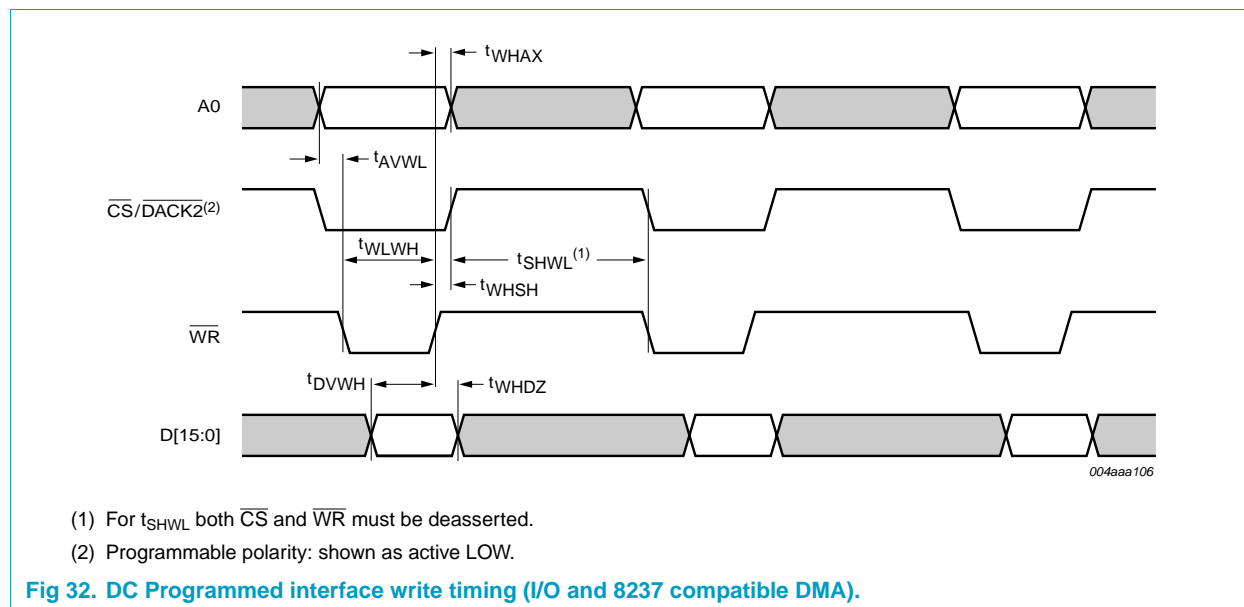 tWHAX
A0
tAVWL
CS/DACK2(2)
tWLWH
tSHWL(1)
tWHSH
WR
tDVWH
tWHDZ
D[15:0]
004aaa106
(1) For tSHWL both CS and WR must be deasserted.
(2) Programmable polarity: shown as active LOW.
Fig 32. DC Programmed interface write timing (I/O and 8237 compatible DMA).